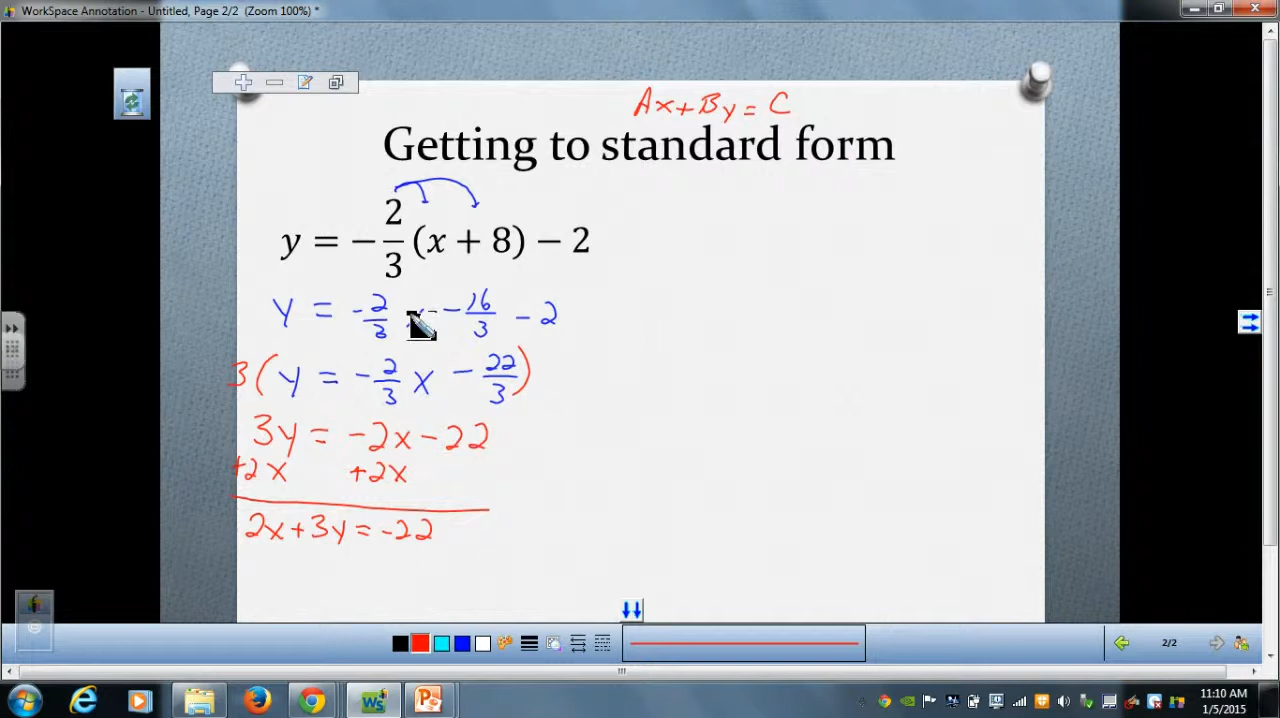 WorkSpace Annotation - Untitled, Page 2/2 (Zoom 100%) *
Ax+By=C
Getting to standard form
y = −2/3 (x + 8) − 2
y = -2/3 x - 16/3 - 2
3(y = -2/3 x - 22/3)
3y = -2x - 22
+2x +2x
2x+3y=-22
2/2
11:10 AM
1/5/2015